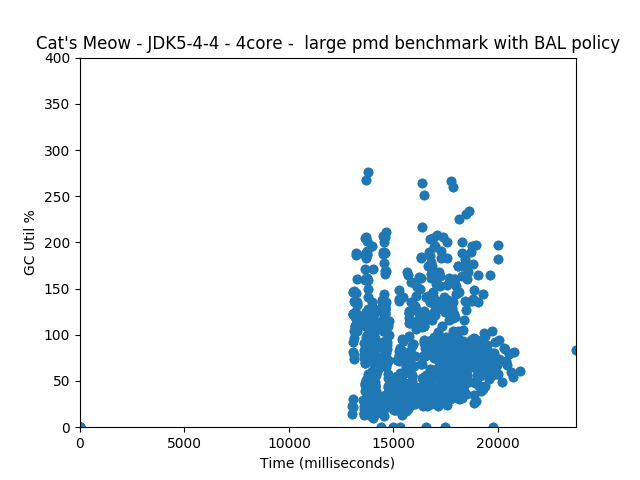 Cat's Meow - JDK5-4-4 - 4core -  large pmd benchmark with BAL policy
400
350
300
250
200
150
100
50
0
GC Util %
0 5000 10000 15000 20000
Time (milliseconds)